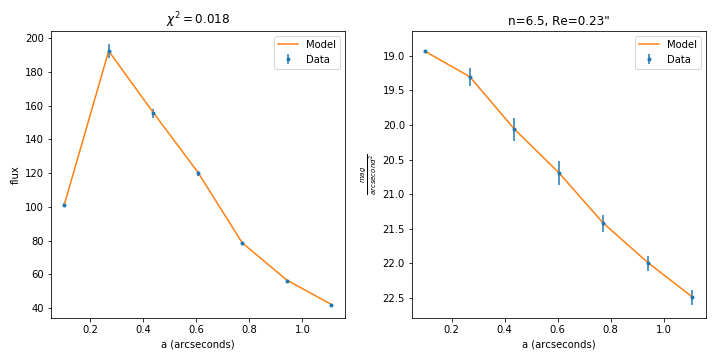 χ² = 0.018
200
180
160
140
120
100
80
60
40
flux
0.2 0.4 0.6 0.8 1.0
a (arcseconds)
Model
Data
n=6.5, Re=0.23"
19.0
19.5
20.0
20.5
21.0
21.5
22.0
22.5
mag/arcsecond²
0.2 0.4 0.6 0.8 1.0
a (arcseconds)
Model
Data